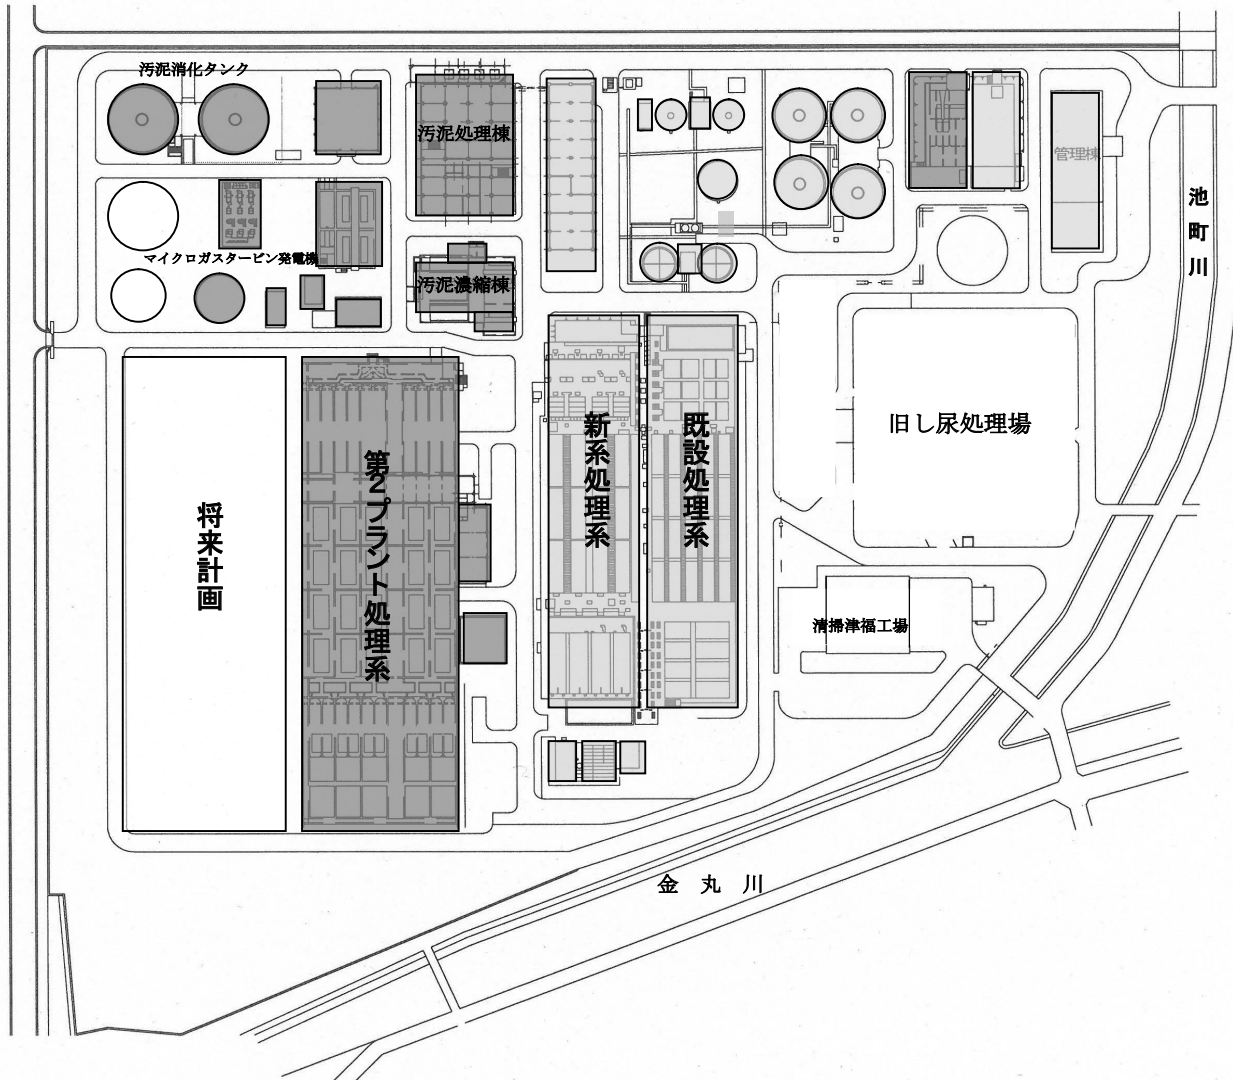 汚泥消化タンク
汚泥処理棟
管理棟
池町川
マイクロガスタービン発電機
汚泥濃縮棟
将来計画
第2プラント処理系
新系処理系
既設処理系
旧し尿処理場
清掃津福工場
金丸川